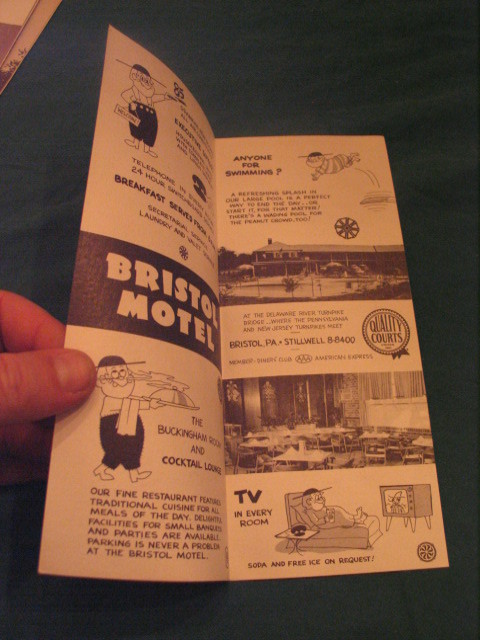 EXECUTIVE
TELEPHONE IN EVERY
24 HOUR
BREAKFAST SERVED FROM
LAUNDRY AND
BRISTOL
MOTEL
THE
BUCKINGHAM ROOM
AND
COCKTAIL LOUNGE
OUR FINE RESTAURANT FEATURES
TRADITIONAL CUISINE FOR ALL
MEALS OF THE DAY. DELIGHTFUL
FACILITIES FOR SMALL BANQUETS
AND PARTIES ARE AVAILABLE.
PARKING IS NEVER A PROBLEM
AT THE BRISTOL MOTEL.
ANYONE
FOR
SWIMMING?
A REFRESHING SPLASH IN
OUR LARGE POOL IS A PERFECT
WAY TO END THE DAY...OR
START IT, FOR THAT MATTER!
THERE'S A WADING POOL FOR
THE PEANUT CROWD, TOO!
AT THE DELAWARE RIVER TURNPIKE
BRIDGE...WHERE THE PENNSYLVANIA
AND NEW JERSEY TURNPIKES MEET
BRISTOL, PA. • STILLWELL 8-8400
MEMBER-DINERS' CLUB AAA AMERICAN EXPRESS
QUALITY
COURTS
TV
IN EVERY
ROOM
SODA AND FREE ICE ON REQUEST!